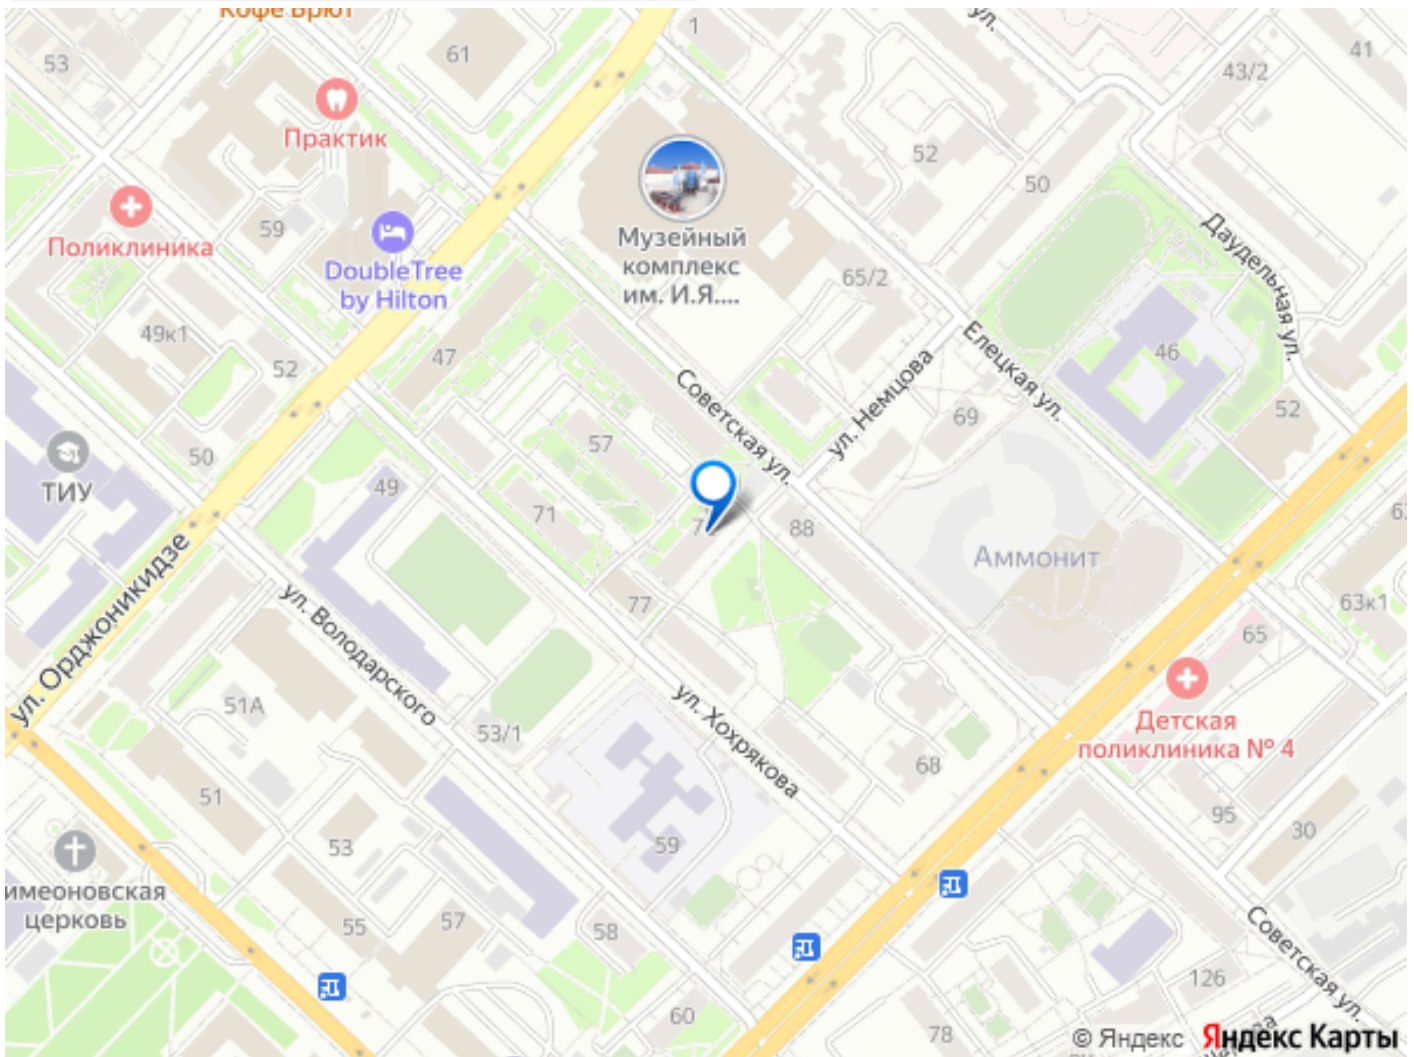 Кофе Брют
ул.
1
61
41
53
43/2
Практик
52
50
Поликлиника
59
DoubleTree
by Hilton
Музейный
комплекс
им. И.Я....
65/2
Даудельная ул.
49к1
47
52
Елецкая ул.
46
Советская ул.
ул. Немцова
69
52
57
50
ТИУ
49
71
88
Аммонит
63к1
ул. Орджоникидзе
ул. Володарского
77
65
51А
53/1
ул. Хохрякова
Детская
поликлиника № 4
68
51
95
30
53
59
имеоновская
церковь
55
57
58
Советская ул.
126
60
78
© Яндекс Яндекс Карты